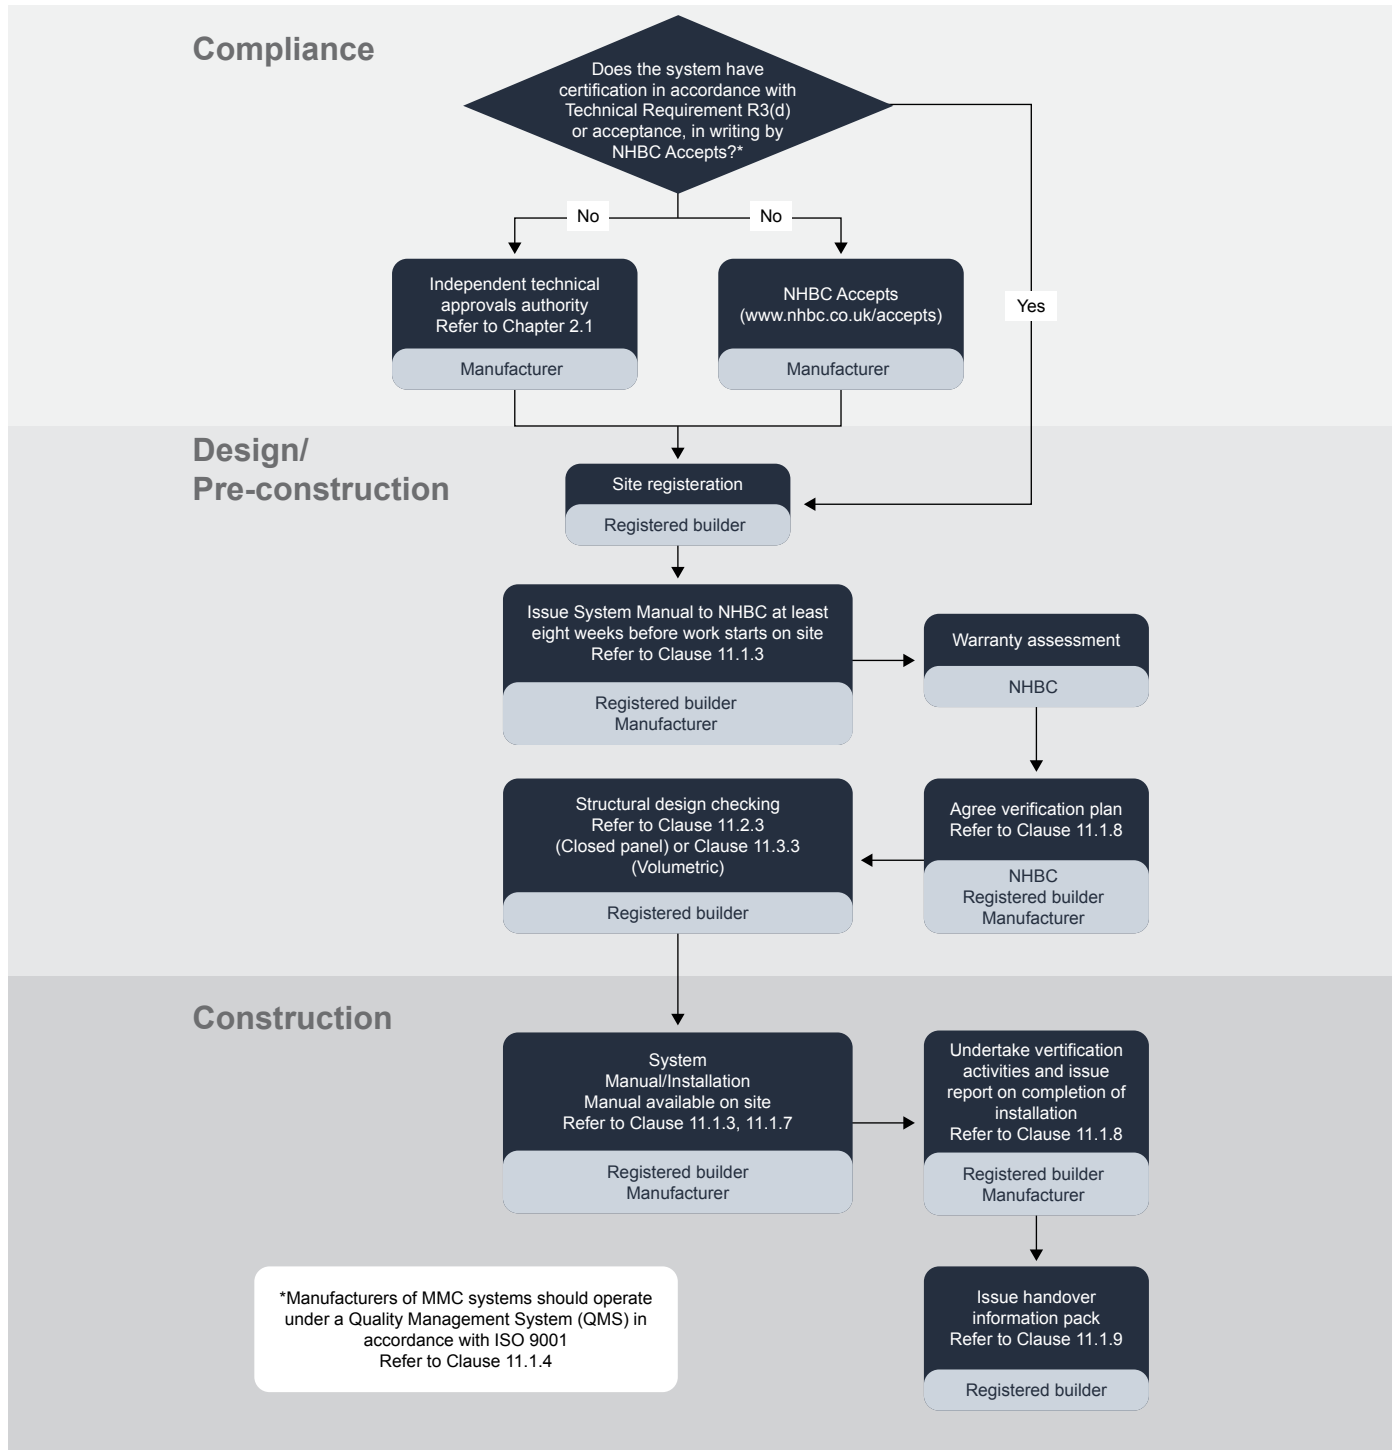 Compliance
Does the system have
certification in accordance with
Technical Requirement R3(d)
or acceptance, in writing by
NHBC Accepts?*
No
No
Yes
Independent technical
approvals authority
Refer to Chapter 2.1
Manufacturer
NHBC Accepts
(www.nhbc.co.uk/accepts)
Manufacturer
Design/
Pre-construction
Site registeration
Registered builder
Issue System Manual to NHBC at least
eight weeks before work starts on site
Refer to Clause 11.1.3
Registered builder
Manufacturer
Warranty assessment
NHBC
Agree verification plan
Refer to Clause 11.1.8
NHBC
Registered builder
Manufacturer
Structural design checking
Refer to Clause 11.2.3
(Closed panel) or Clause 11.3.3
(Volumetric)
Registered builder
Construction
System
Manual/Installation
Manual available on site
Refer to Clause 11.1.3, 11.1.7
Registered builder
Manufacturer
Undertake vertification
activities and issue
report on completion of
installation
Refer to Clause 11.1.8
Registered builder
Manufacturer
Issue handover
information pack
Refer to Clause 11.1.9
Registered builder
*Manufacturers of MMC systems should operate
under a Quality Management System (QMS) in
accordance with ISO 9001
Refer to Clause 11.1.4